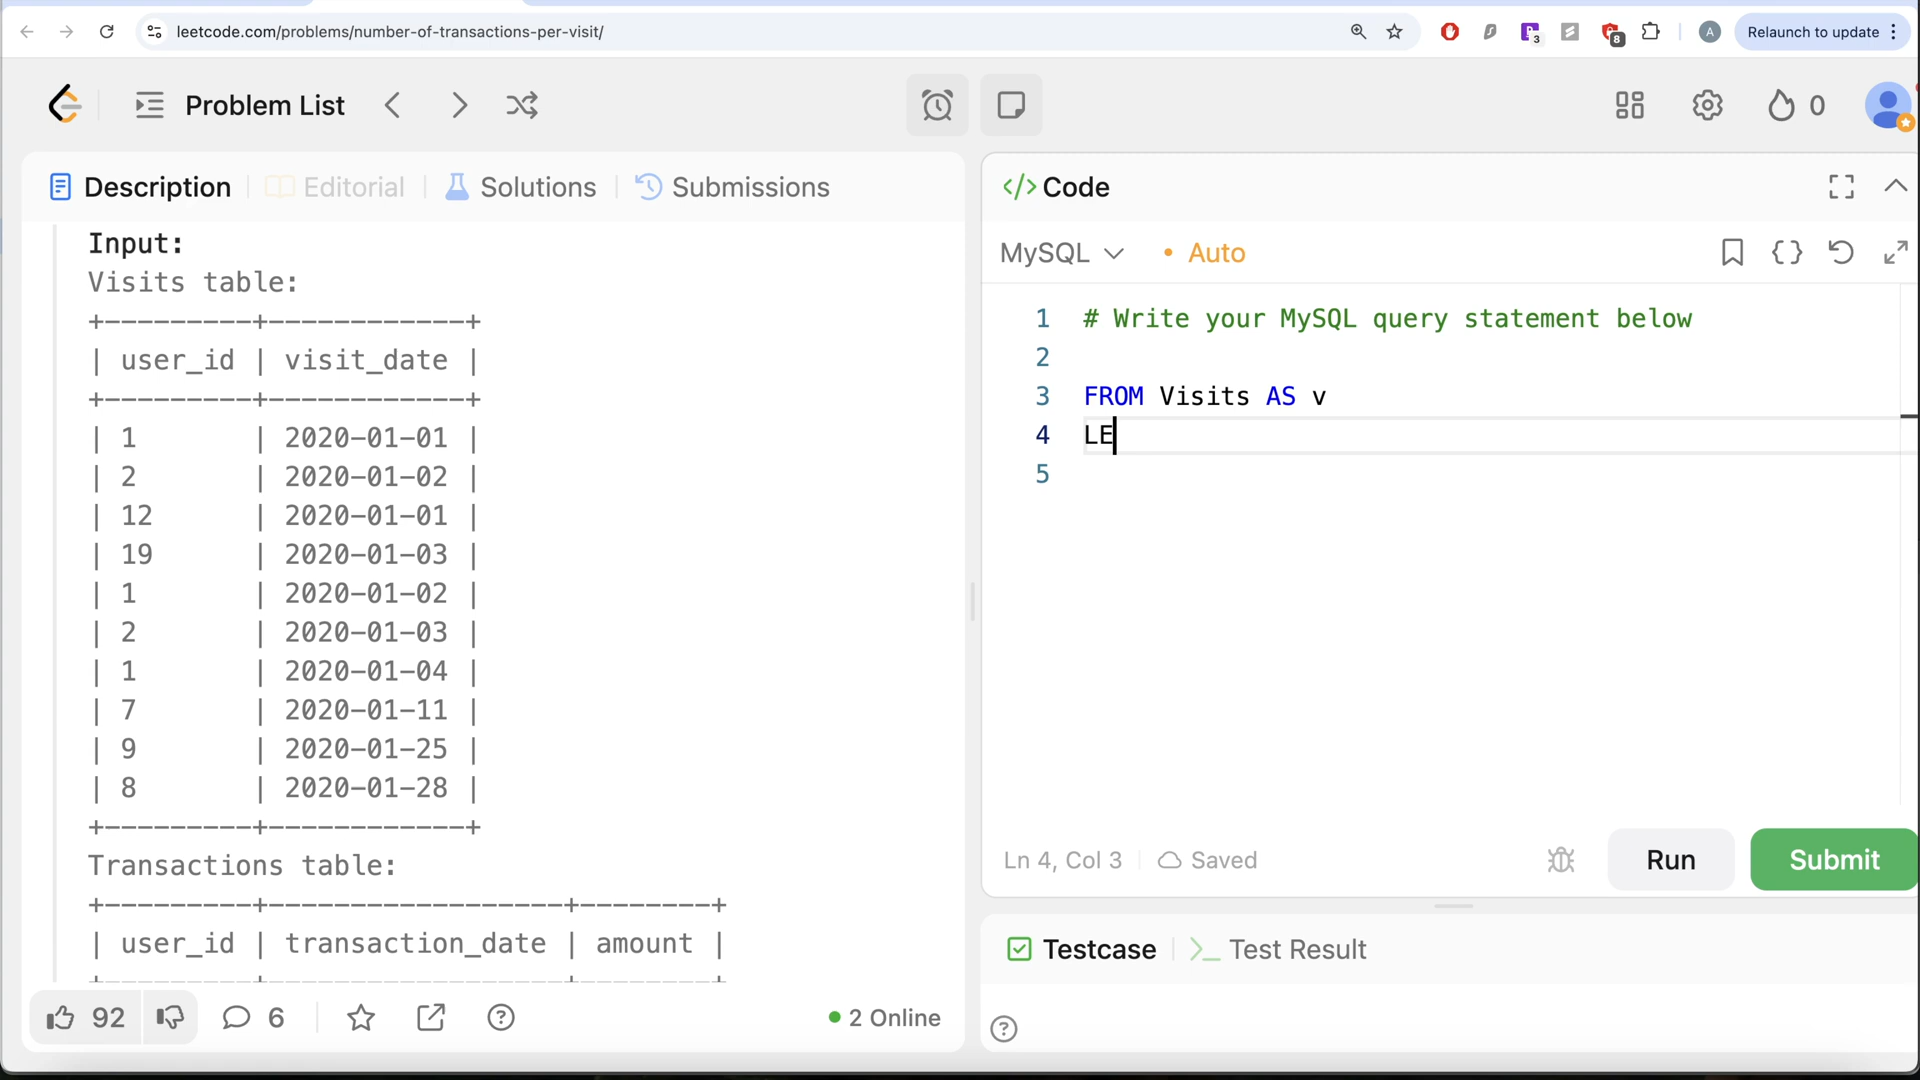 leetcode.com/problems/number-of-transactions-per-visit/
3
8
A
Relaunch to update
Problem List
0
Description
Editorial
Solutions
Submissions
Input:
Visits table:
+---------+------------+
| user_id | visit_date |
+---------+------------+
| 1       | 2020-01-01 |
| 2       | 2020-01-02 |
| 12      | 2020-01-01 |
| 19      | 2020-01-03 |
| 1       | 2020-01-02 |
| 2       | 2020-01-03 |
| 1       | 2020-01-04 |
| 7       | 2020-01-11 |
| 9       | 2020-01-25 |
| 8       | 2020-01-28 |
+---------+------------+
Transactions table:
+---------+------------------+--------+
| user_id | transaction_date | amount |
+---------+------------------+--------+
92
6
2 Online
</> Code
MySQL
• Auto
1 # Write your MySQL query statement below
2
3 FROM Visits AS v
4 LE
5
Ln 4, Col 3
Saved
Run
Submit
Testcase
>_ Test Result